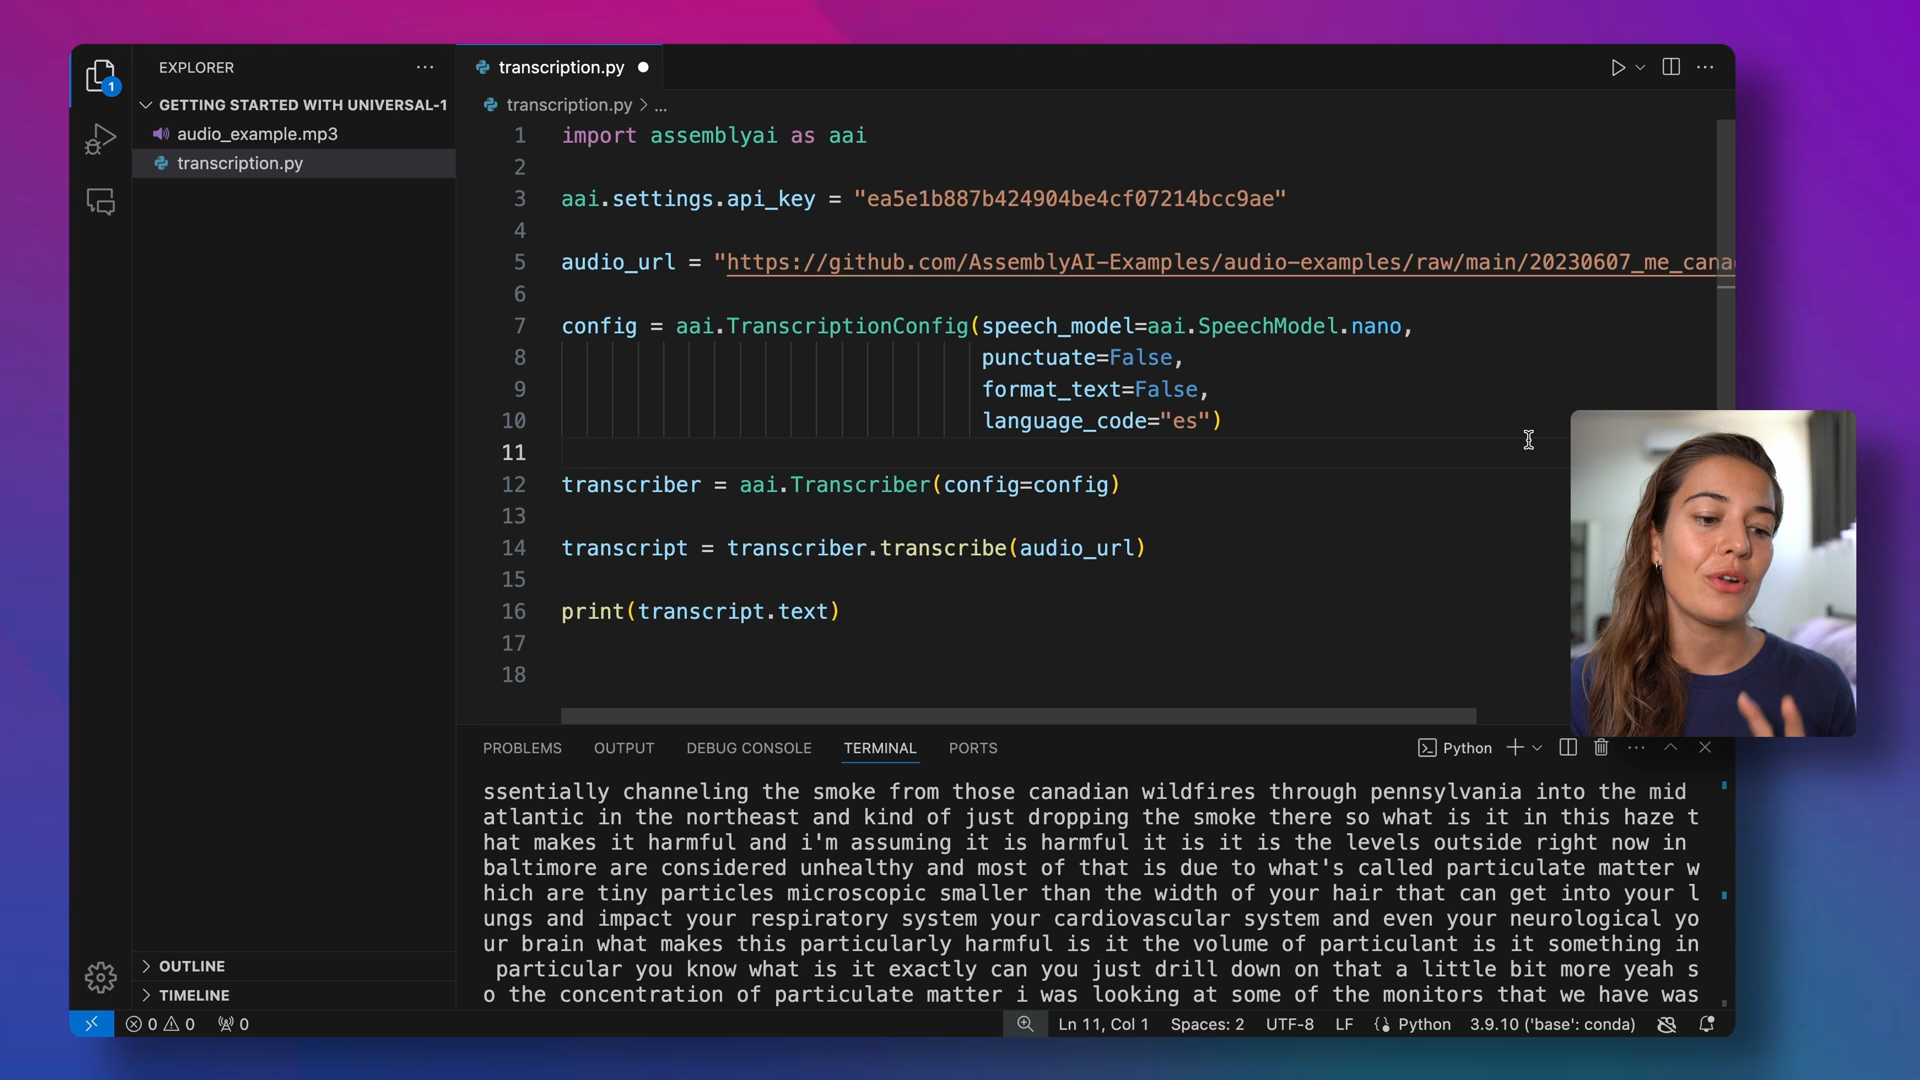 EXPLORER
GETTING STARTED WITH UNIVERSAL-1
audio_example.mp3
transcription.py
OUTLINE
TIMELINE
1
transcription.py
transcription.py > ...
1 import assemblyai as aai
2
3 aai.settings.api_key = "ea5e1b887b424904be4cf07214bcc9ae"
4
5 audio_url = "https://github.com/AssemblyAI-Examples/audio-examples/raw/main/20230607_me_cana
6
7 config = aai.TranscriptionConfig(speech_model=aai.SpeechModel.nano,
8 punctuate=False,
9 format_text=False,
10 language_code="es")
11
12 transcriber = aai.Transcriber(config=config)
13
14 transcript = transcriber.transcribe(audio_url)
15
16 print(transcript.text)
17
18
PROBLEMS OUTPUT DEBUG CONSOLE TERMINAL PORTS
Python
ssentially channeling the smoke from those canadian wildfires through pennsylvania into the mid
atlantic in the northeast and kind of just dropping the smoke there so what is it in this haze t
hat makes it harmful and i'm assuming it is harmful it is it is the levels outside right now in
baltimore are considered unhealthy and most of that is due to what's called particulate matter w
hich are tiny particles microscopic smaller than the width of your hair that can get into your l
ungs and impact your respiratory system your cardiovascular system and even your neurological yo
ur brain what makes this particularly harmful is it the volume of particulant is it something in
particular you know what is it exactly can you just drill down on that a little bit more yeah s
o the concentration of particulate matter i was looking at some of the monitors that we have was
0 0 0 Ln 11, Col 1 Spaces: 2 UTF-8 LF Python 3.9.10 ('base': conda)